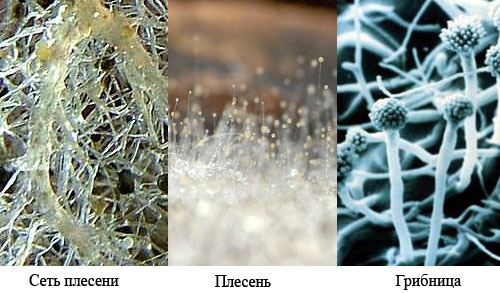 Сеть плесени
Плесень
Грибница